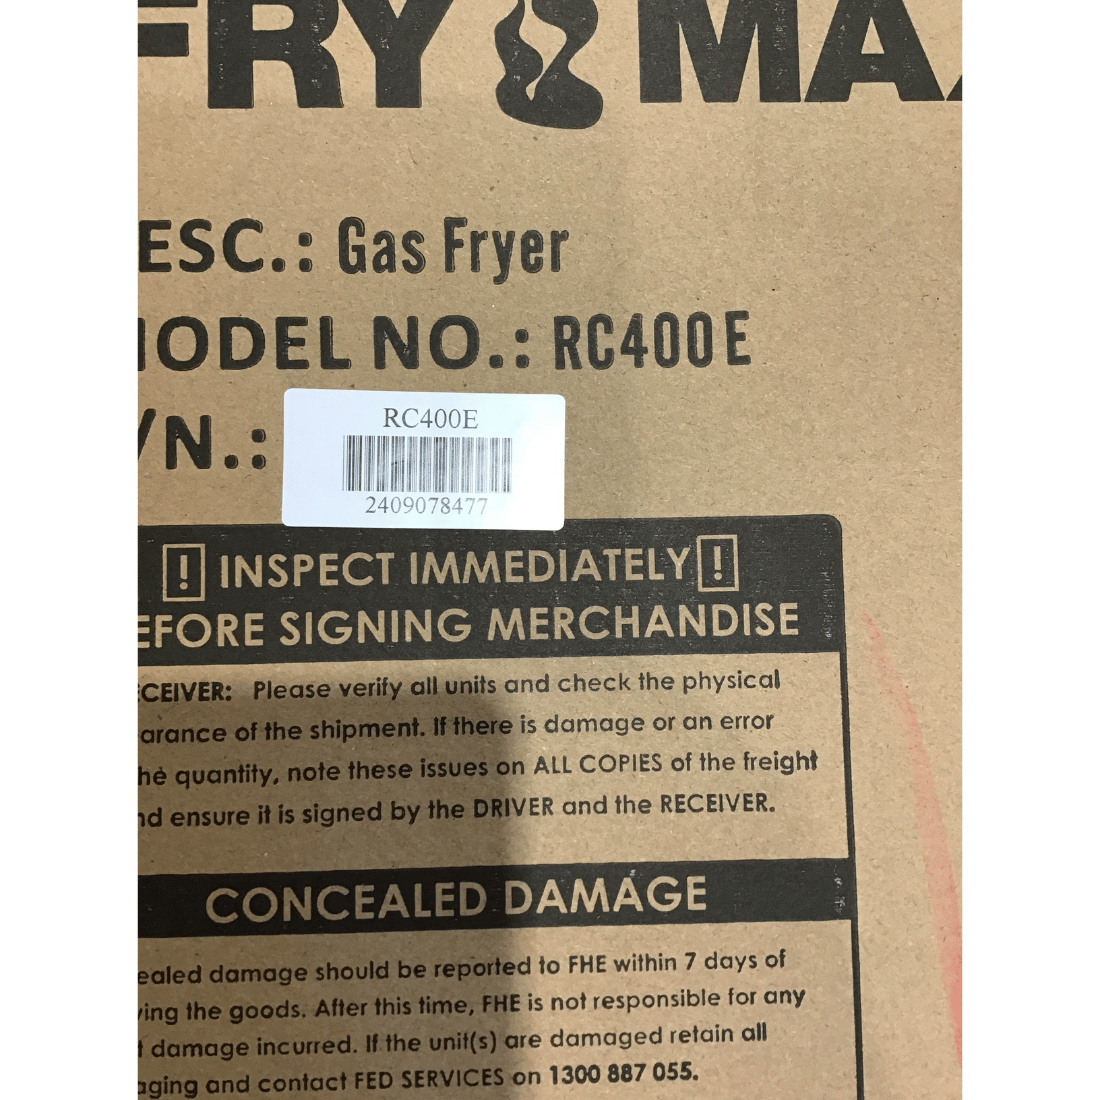 FRY MAX
ESC.: Gas Fryer
MODEL NO.: RC400E
/N.:
RC400E
2409078477
! INSPECT IMMEDIATELY !
EFORE SIGNING MERCHANDISE
CEIVER: Please verify all units and check the physical
arance of the shipment. If there is damage or an error
he quantity, note these issues on ALL COPIES of the freight
nd ensure it is signed by the DRIVER and the RECEIVER.
CONCEALED DAMAGE
ealed damage should be reported to FHE within 7 days of
ing the goods. After this time, FHE is not responsible for any
t damage incurred. If the unit(s) are damaged retain all
aging and contact FED SERVICES on 1300 887 055.